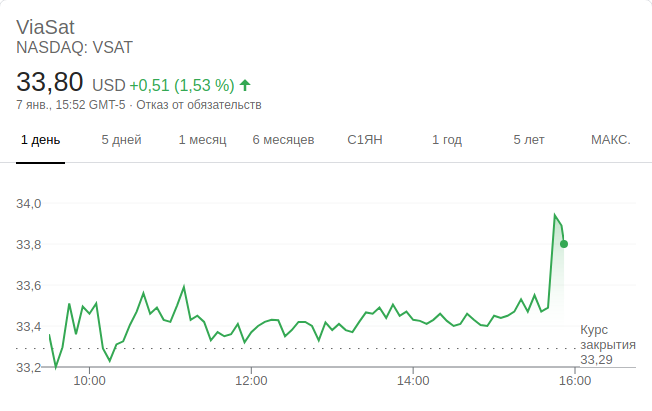 ViaSat
NASDAQ: VSAT
33,80 USD +0,51 (1,53 %)
7 янв., 15:52 GMT-5 · Отказ от обязательств
1 день 5 дней 1 месяц 6 месяцев С1ЯН 1 год 5 лет МАКС.
34,0
33,8
33,6
33,4
Курс
закрытия
33,29
33,2
10:00 12:00 14:00 16:00